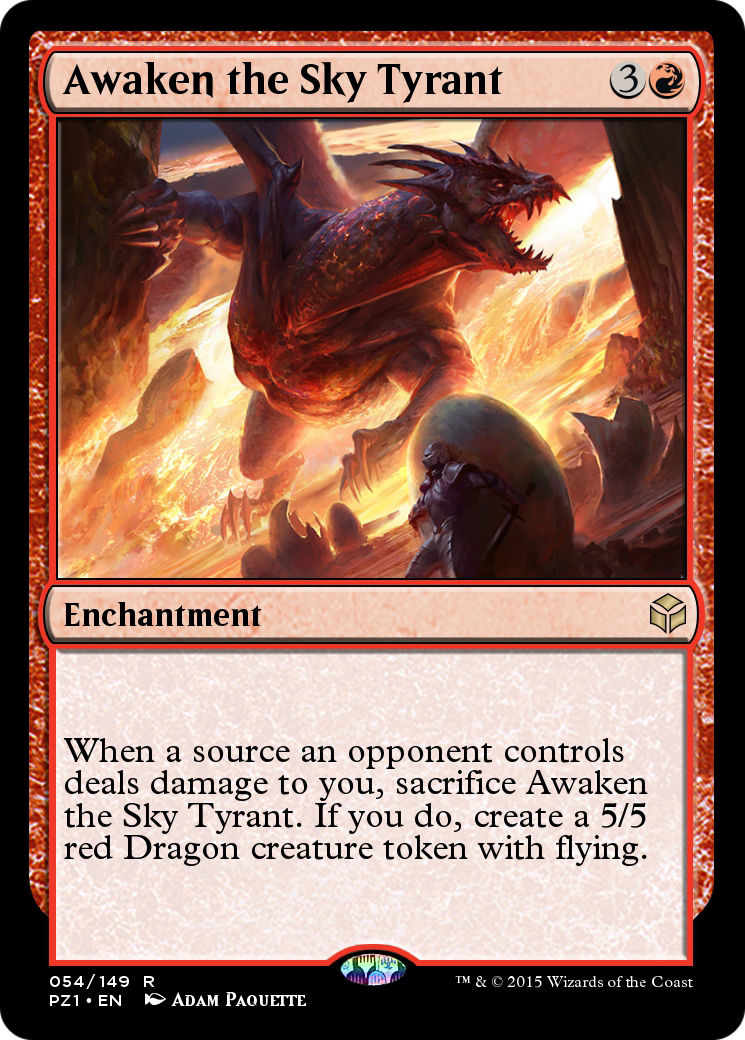 Awaken the Sky Tyrant 3
Enchantment
When a source an opponent controls
deals damage to you, sacrifice Awaken
the Sky Tyrant. If you do, create a 5/5
red Dragon creature token with flying.
054/149 R
PZ1 • EN Adam Paquette
™ & © 2015 Wizards of the Coast